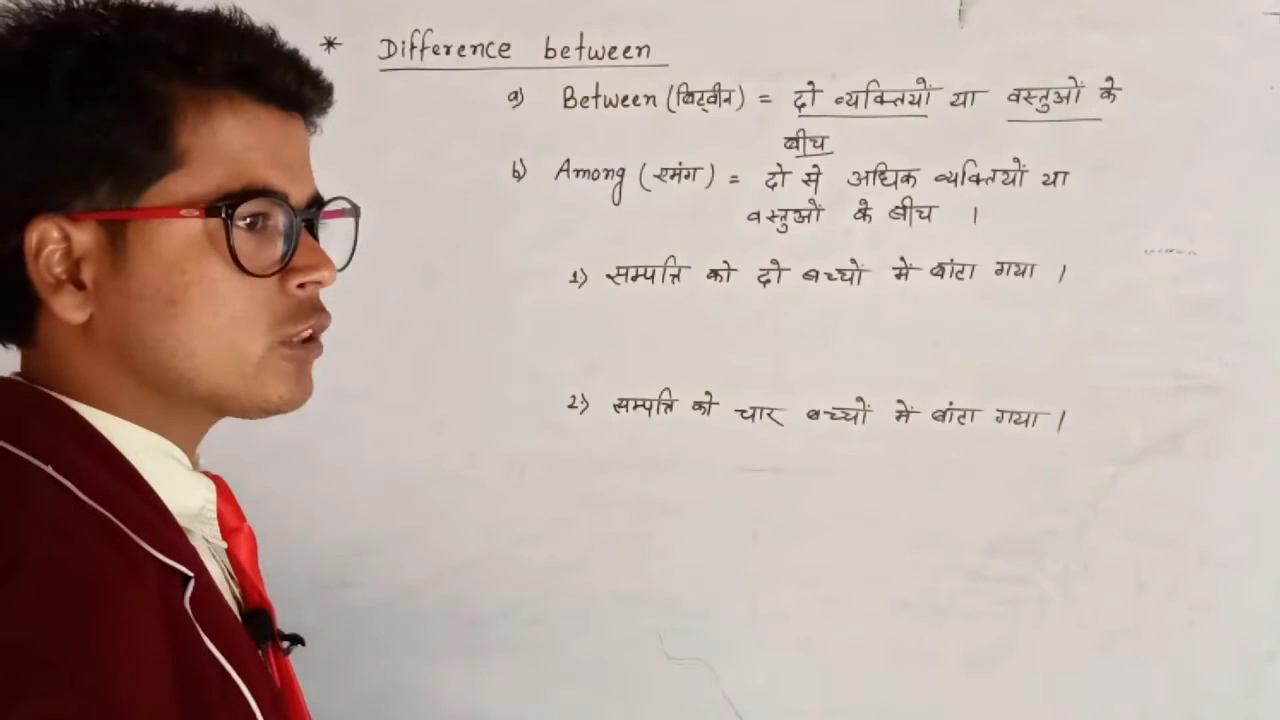 * Difference between
a) Between (बिट्वीन) = दो व्यक्तियों या वस्तुओं के
बीच
b) Among (एमंग) = दो से अधिक व्यक्तियों या
वस्तुओं के बीच ।
1) सम्पत्ति को दो बच्चों में बांटा गया ।
2) सम्पत्ति को चार बच्चों में बांटा गया ।